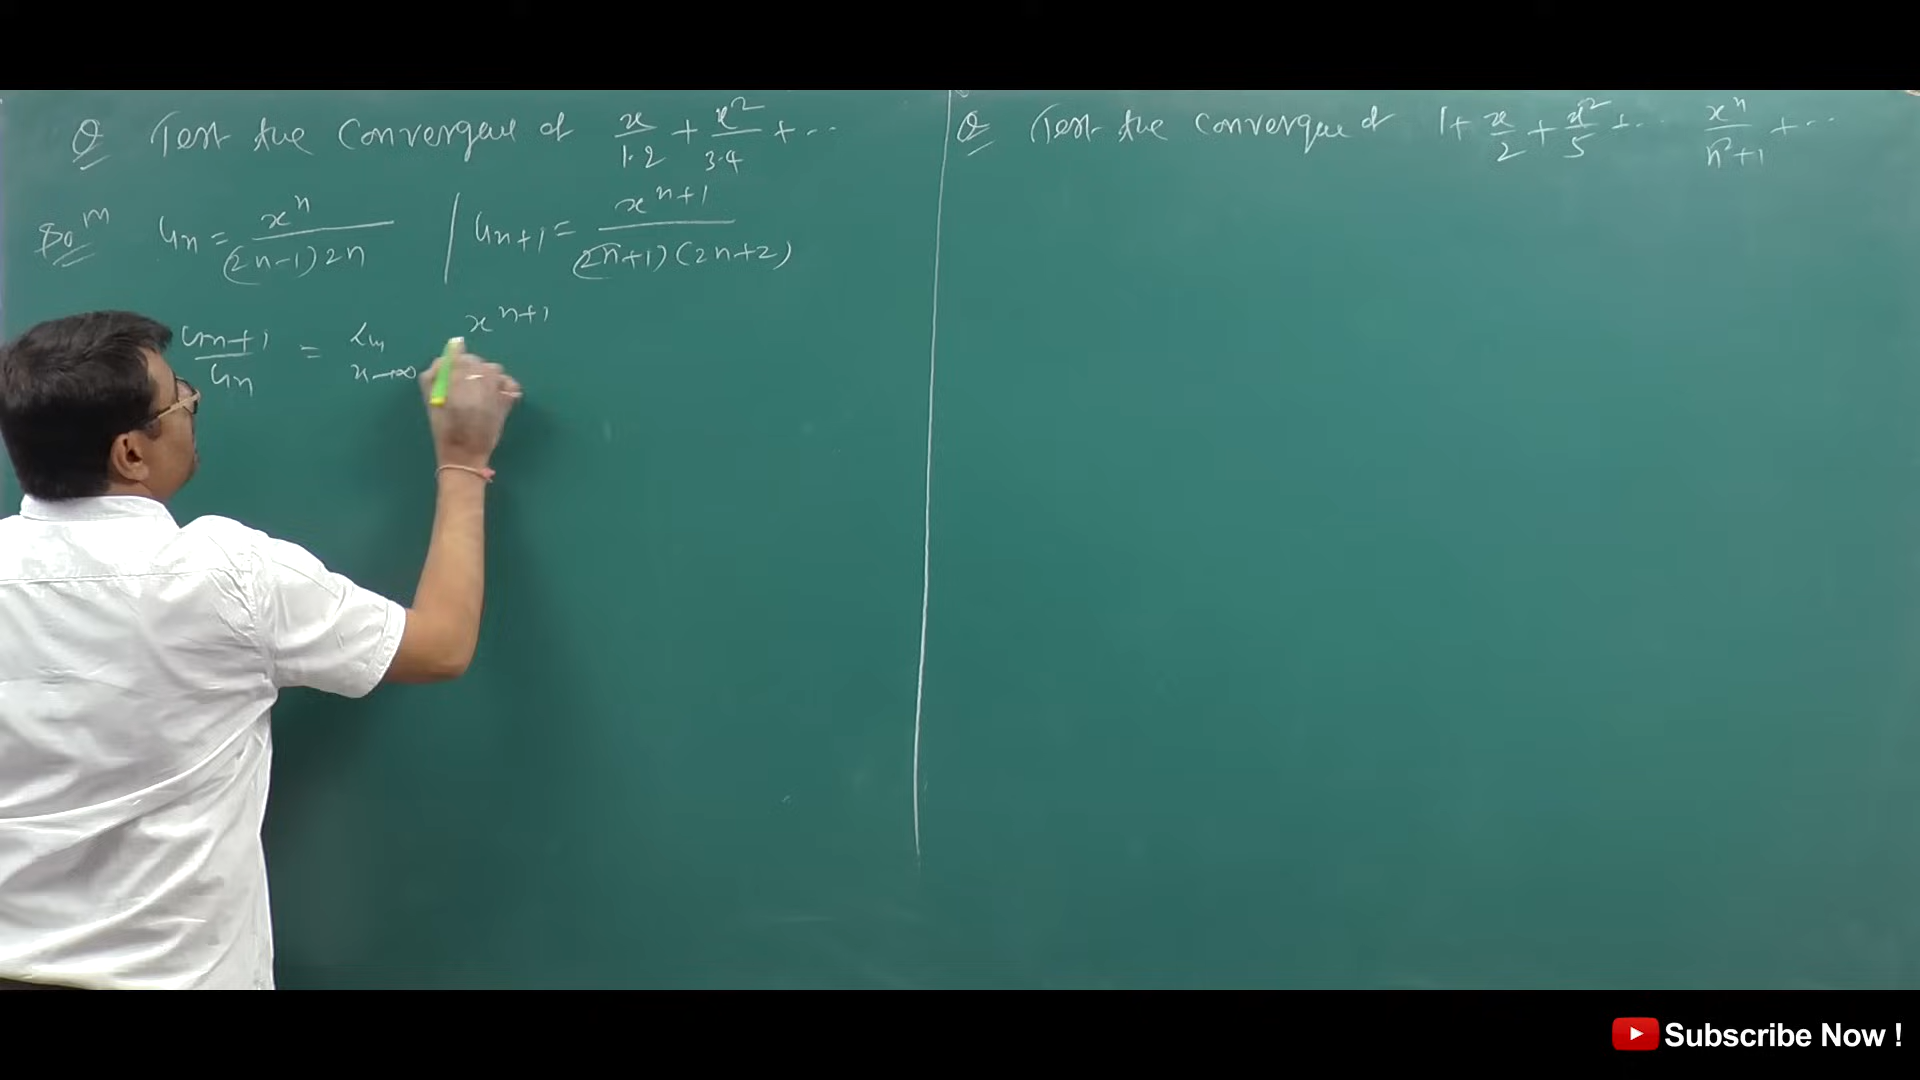 Q Test the Convergence of x/1·2 + x²/3·4 + ··
Solⁿ Un = xⁿ/(2n-1)2n | Un+1 = xⁿ⁺¹/(2n+1)(2n+2)
Un+1/Un = Lim n→∞ xⁿ⁺¹
Q Test the Convergence of 1 + x/2 + x²/5 + ·· xⁿ/n²+1 + ··
Subscribe Now !